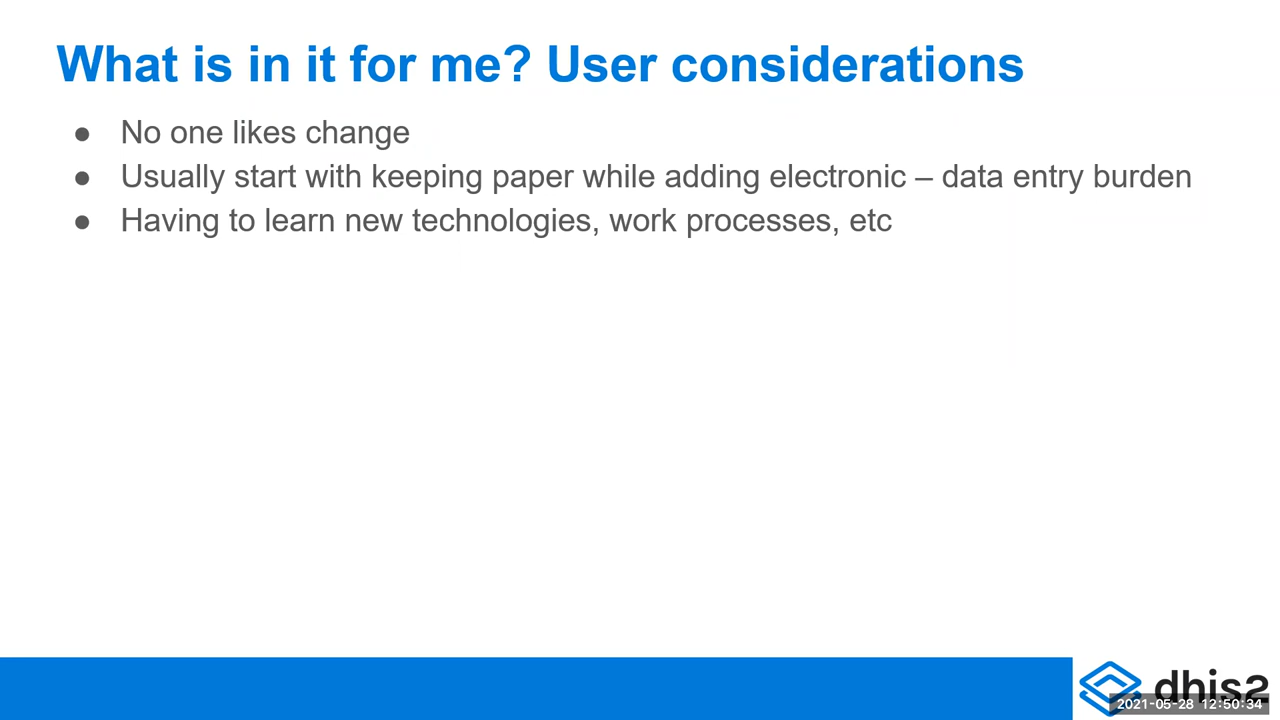 What is in it for me? User considerations
● No one likes change
● Usually start with keeping paper while adding electronic – data entry burden
● Having to learn new technologies, work processes, etc
dhis2
2021-05-28 12:50:34